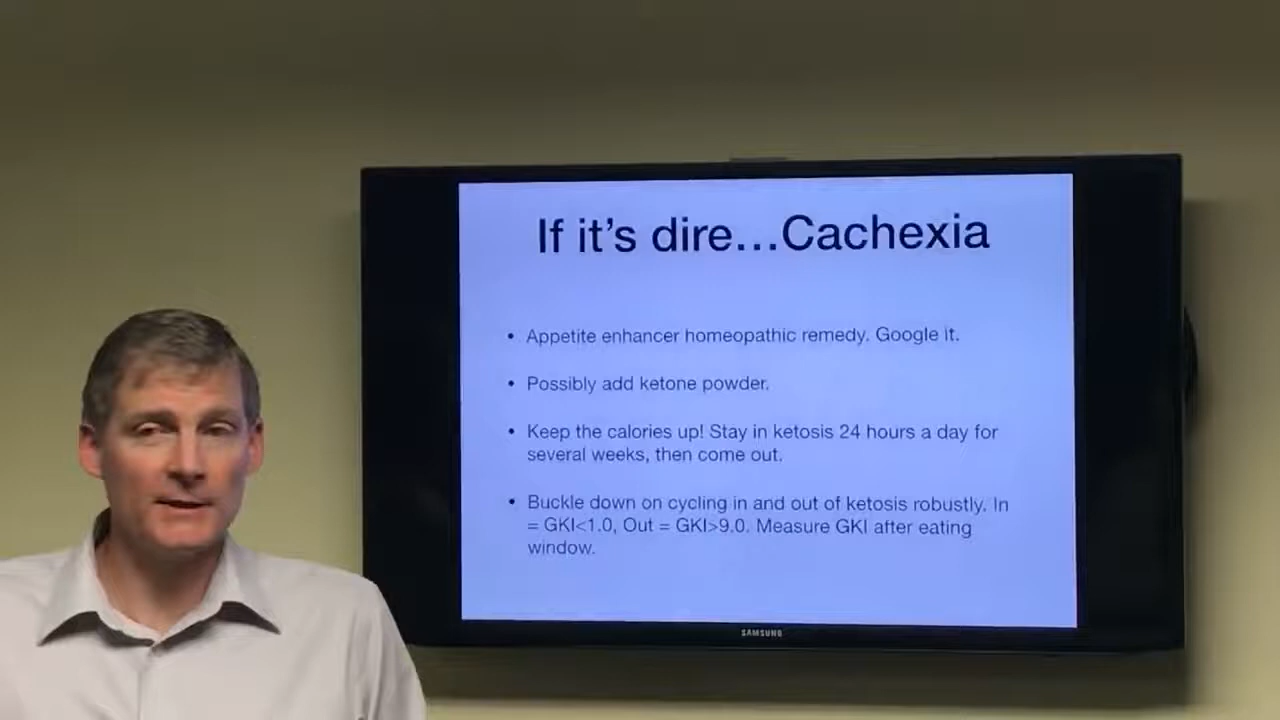 If it's dire...Cachexia
• Appetite enhancer homeopathic remedy. Google it.
• Possibly add ketone powder.
• Keep the calories up! Stay in ketosis 24 hours a day for
several weeks, then come out.
• Buckle down on cycling in and out of ketosis robustly. In
= GKI<1.0, Out = GKI>9.0. Measure GKI after eating
window.
SAMSUNG